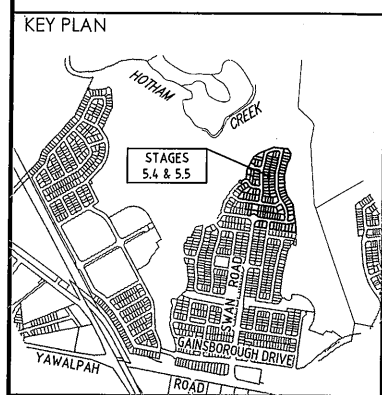 KEY PLAN
HOTHAM
CREEK
STAGES
5.4 & 5.5
SWAN ROAD
GAINSBOROUGH DRIVE
YAWALPAH
ROAD